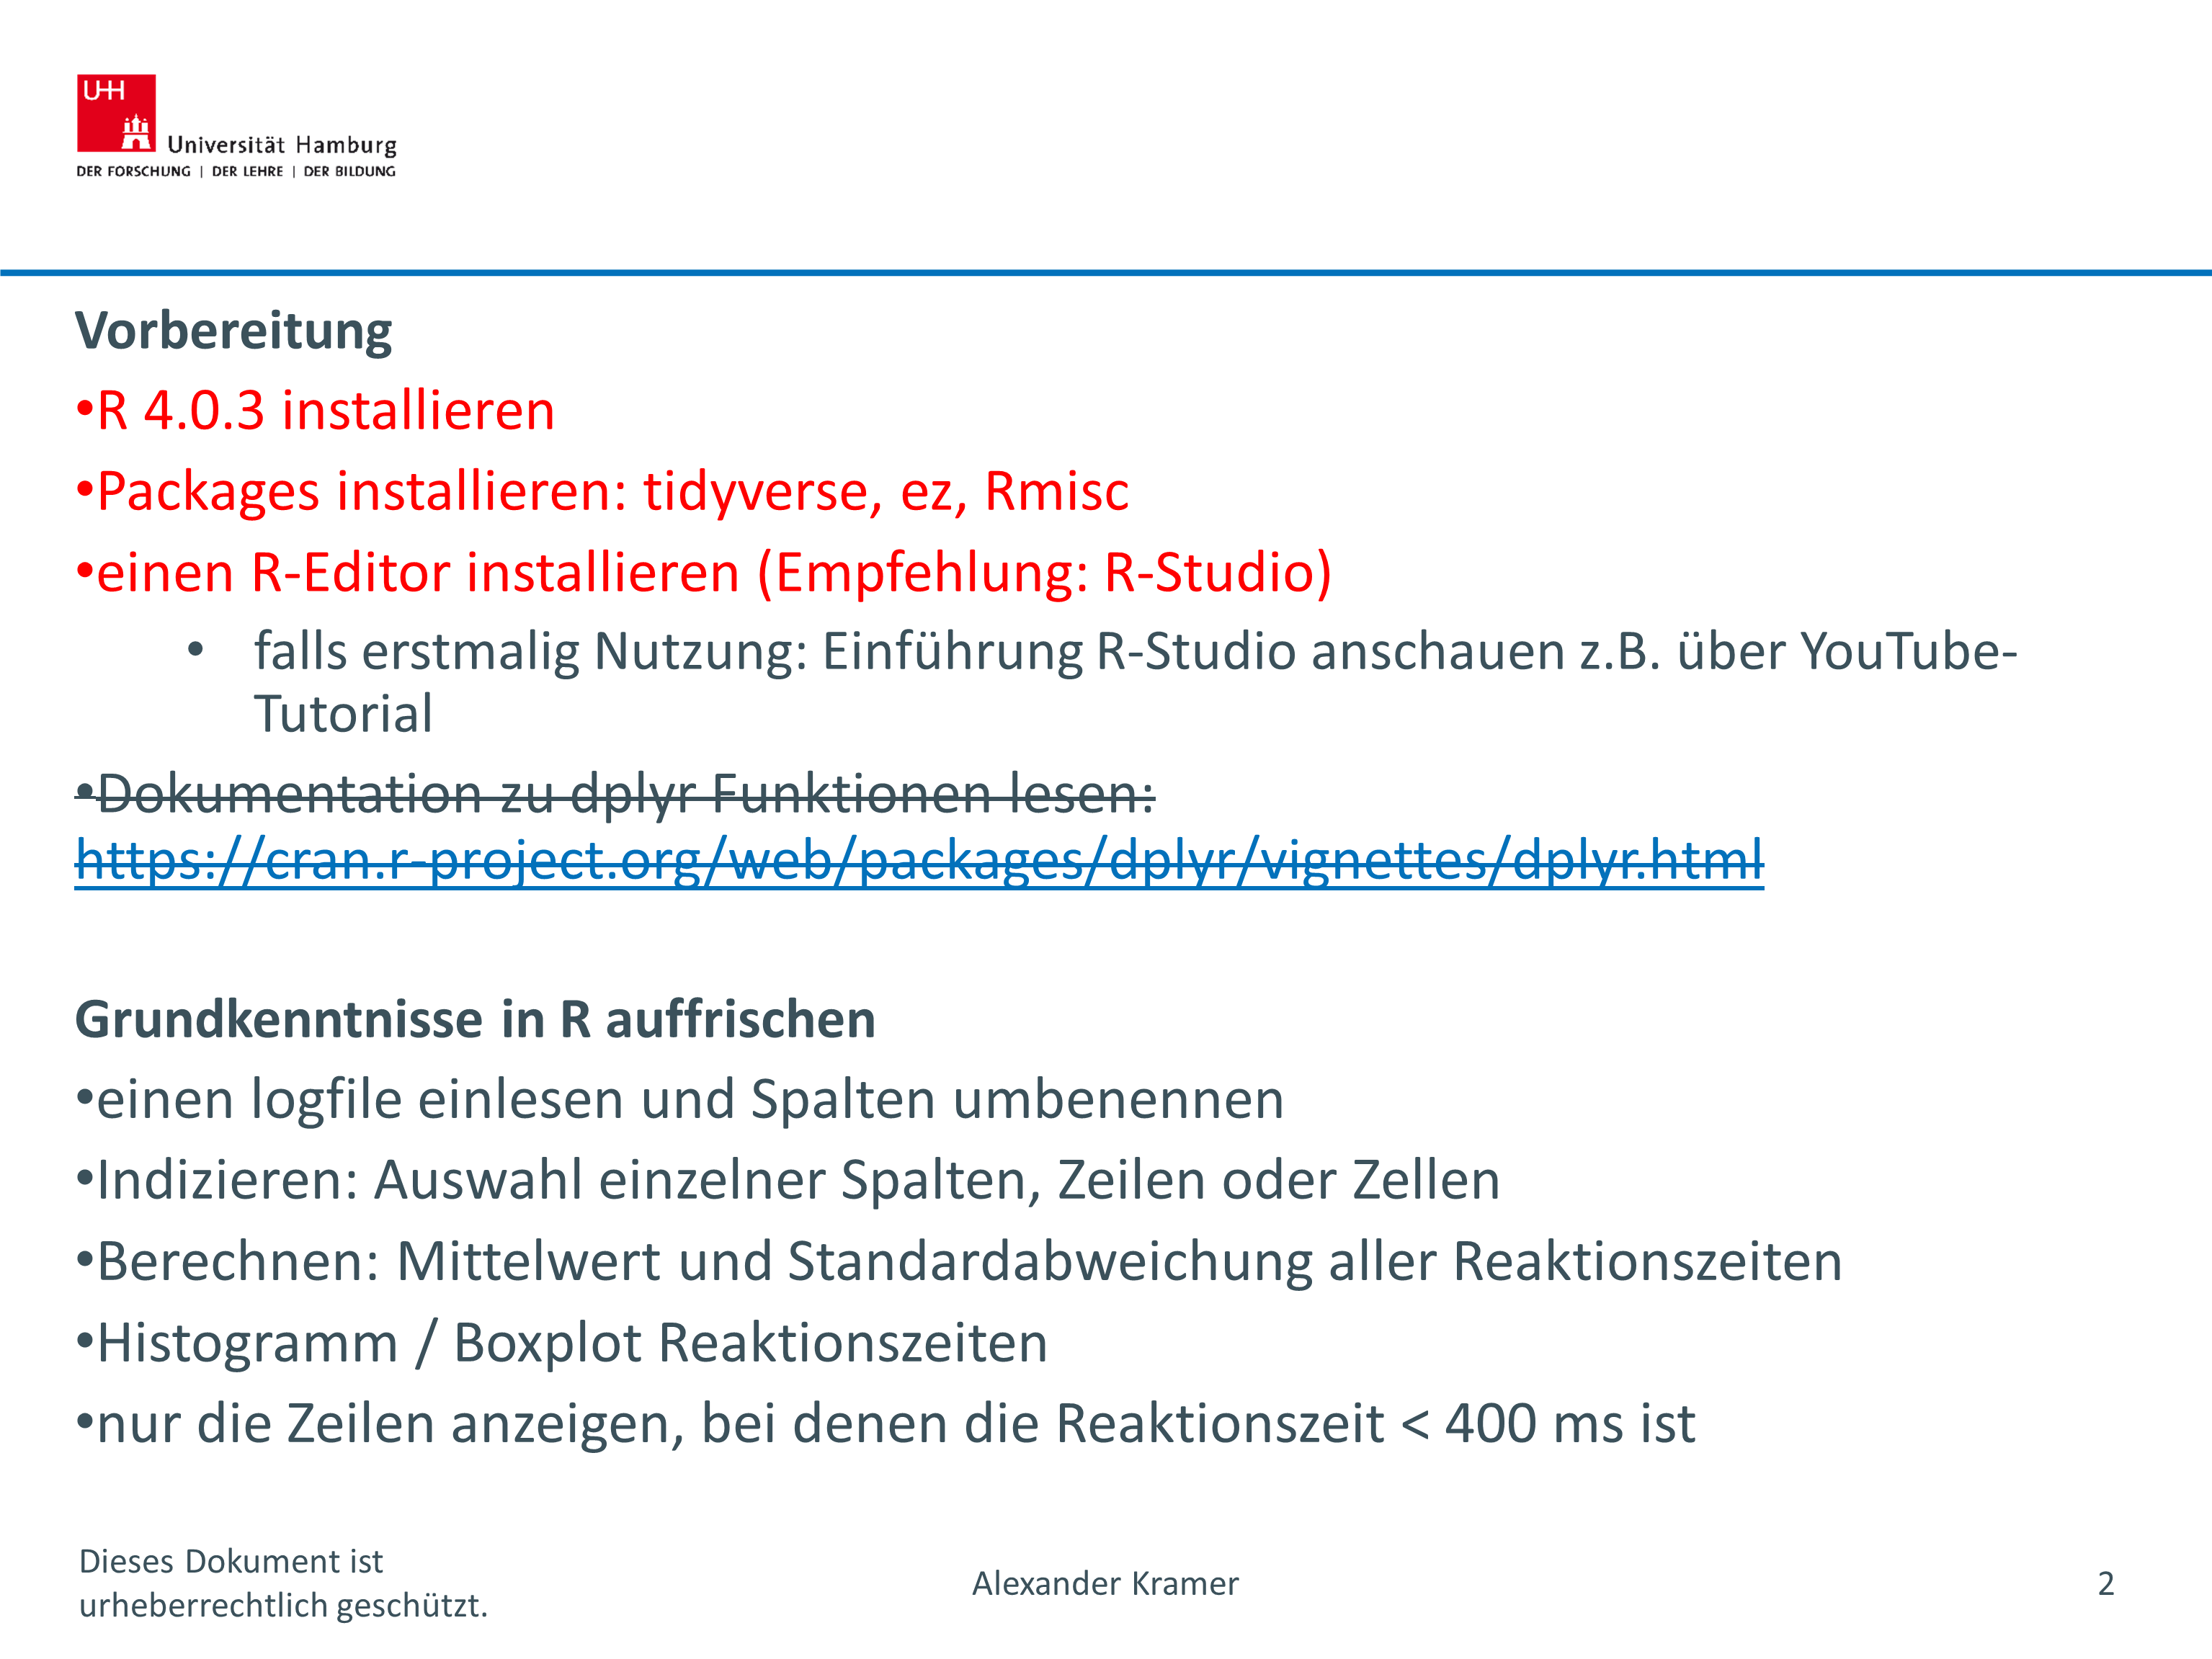 UHH
Universität Hamburg
DER FORSCHUNG | DER LEHRE | DER BILDUNG
Vorbereitung
•R 4.0.3 installieren
•Packages installieren: tidyverse, ez, Rmisc
•einen R-Editor installieren (Empfehlung: R-Studio)
• falls erstmalig Nutzung: Einführung R-Studio anschauen z.B. über YouTube-
Tutorial
•Dokumentation zu dplyr Funktionen lesen:
https://cran.r-project.org/web/packages/dplyr/vignettes/dplyr.html
Grundkenntnisse in R auffrischen
•einen logfile einlesen und Spalten umbenennen
•Indizieren: Auswahl einzelner Spalten, Zeilen oder Zellen
•Berechnen: Mittelwert und Standardabweichung aller Reaktionszeiten
•Histogramm / Boxplot Reaktionszeiten
•nur die Zeilen anzeigen, bei denen die Reaktionszeit < 400 ms ist
Dieses Dokument ist
urheberrechtlich geschützt.
Alexander Kramer
2